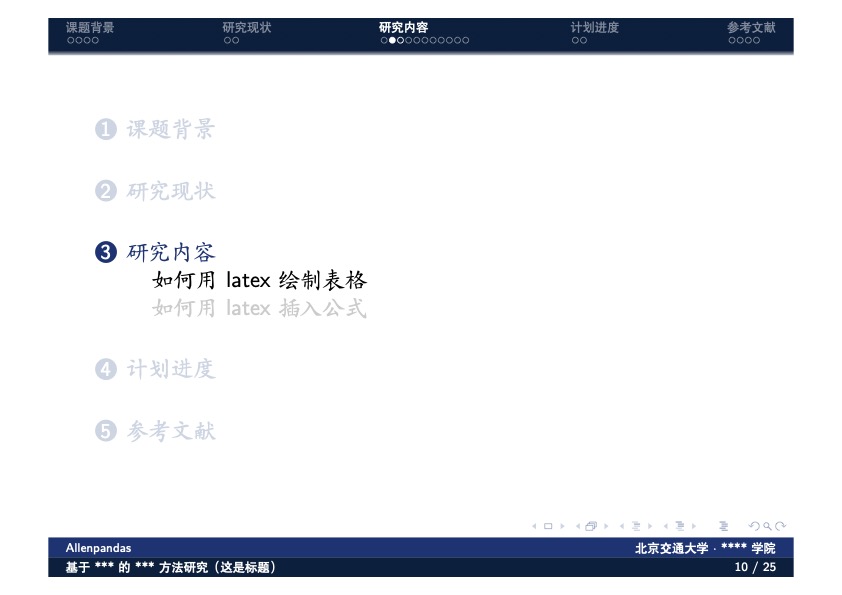 课题背景 研究现状 研究内容 计划进度 参考文献
1 课题背景
2 研究现状
3 研究内容
如何用 latex 绘制表格
如何用 latex 插入公式
4 计划进度
5 参考文献
Allenpandas 北京交通大学 · **** 学院
基于 *** 的 *** 方法研究（这是标题） 10 / 25